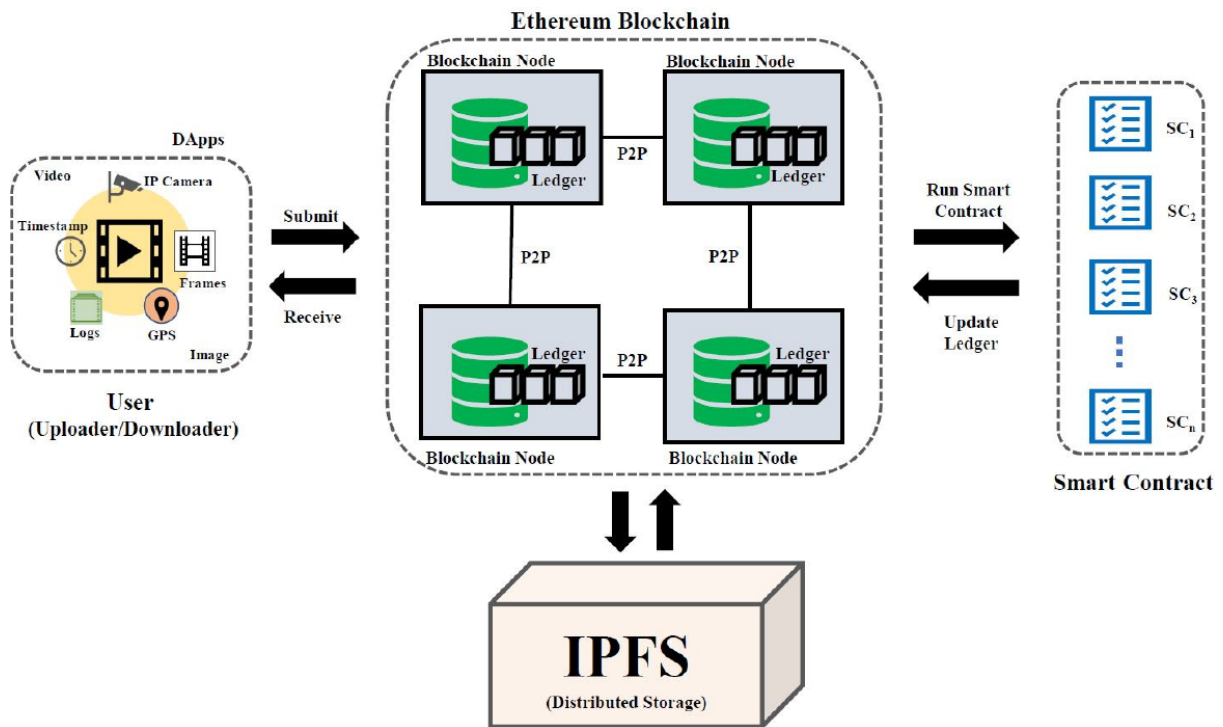 Ethereum Blockchain
Blockchain Node
Blockchain Node
Ledger
Ledger
P2P
DApps
Video
IP Camera
Timestamp
Frames
Logs
GPS
Image
User
(Uploader/Downloader)
Submit
Receive
P2P
P2P
Ledger
Ledger
P2P
Blockchain Node
Blockchain Node
Run Smart
Contract
Update
Ledger
SC1
SC2
SC3
SCn
Smart Contract
IPFS
(Distributed Storage)